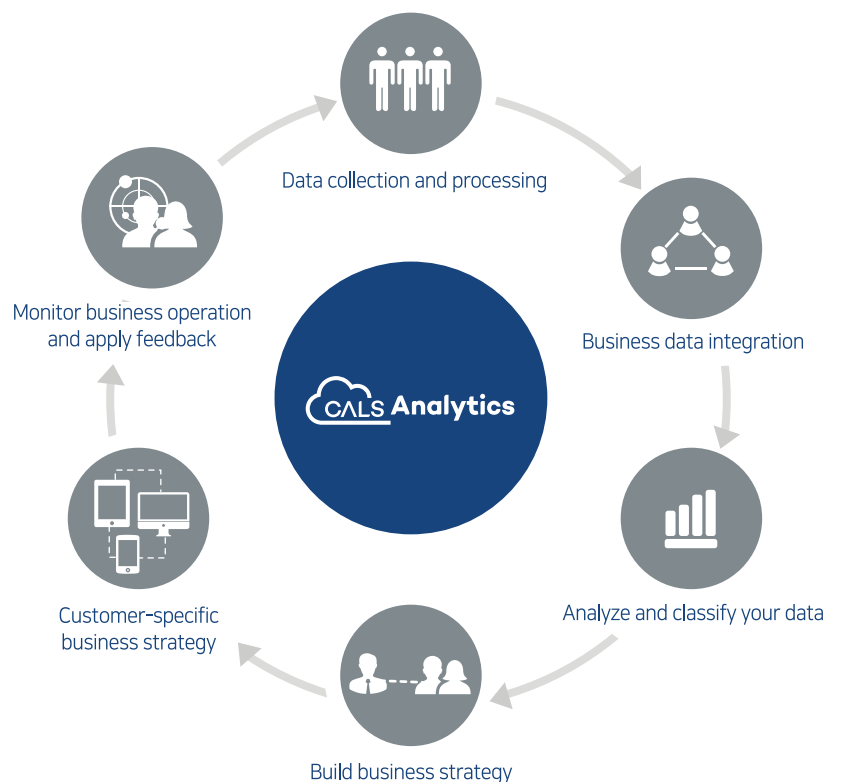 Data collection and processing
Business data integration
Analyze and classify your data
Build business strategy
Customer-specific
business strategy
Monitor business operation
and apply feedback
CALS Analytics